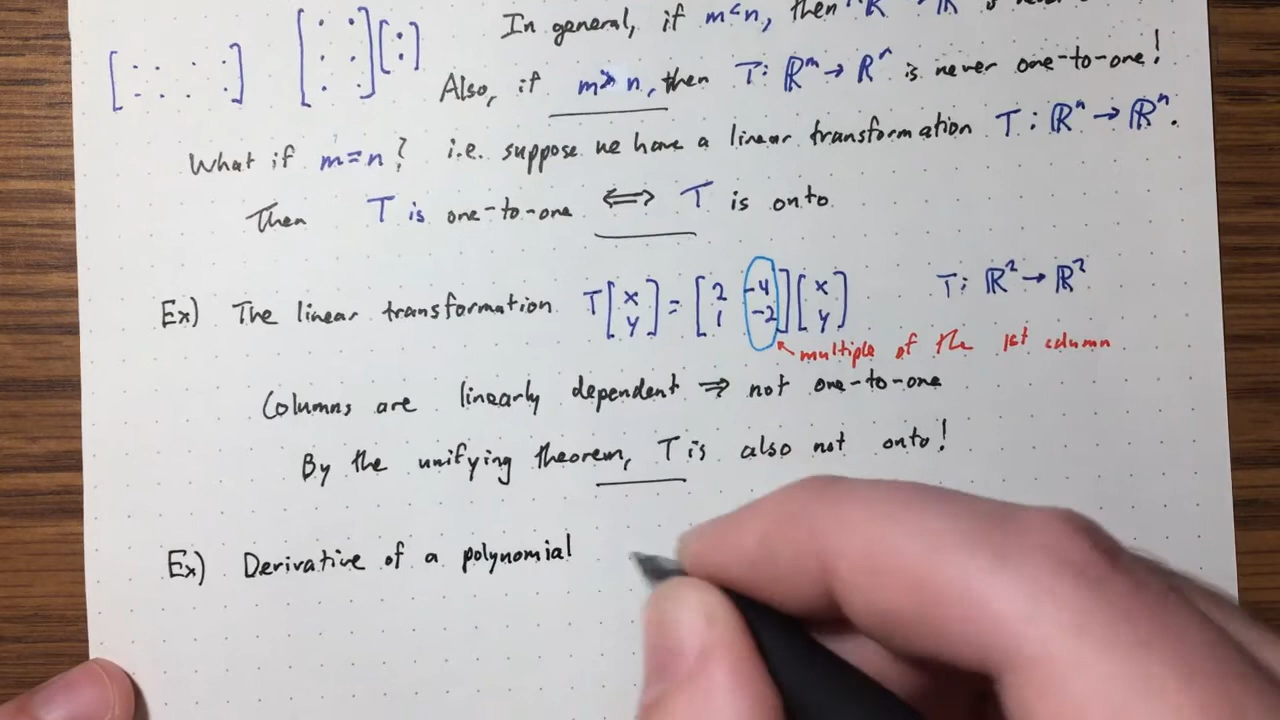 In general, if m<n, then
[: : : :] [: : :] [:] Also, if m>n, then T: ℝᵐ → ℝⁿ is never one-to-one!
What if m=n? i.e. suppose we have a linear transformation T: ℝⁿ → ℝⁿ.
Then T is one-to-one ⟺ T is onto
Ex) The linear transformation T[x y] = [2 -4 1 -2][x y] T: ℝ² → ℝ²
multiple of the 1st column
Columns are linearly dependent ⇒ not one-to-one
By the unifying theorem, T is also not onto!
Ex) Derivative of a polynomial